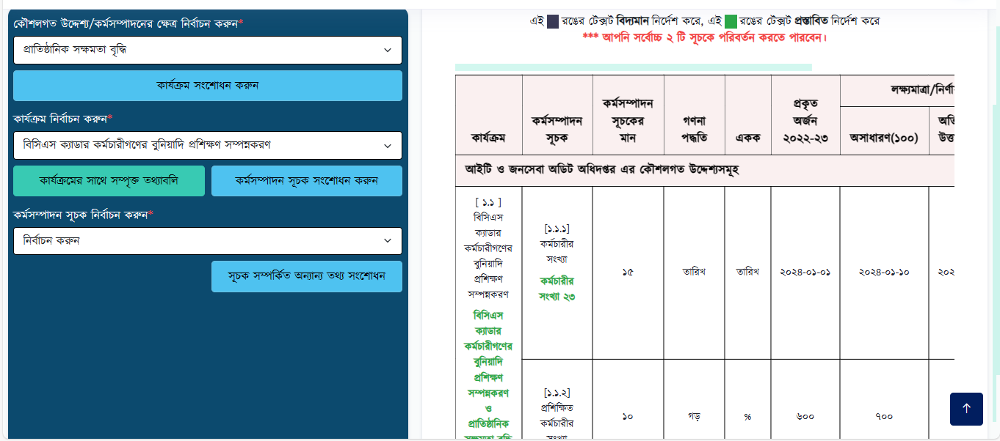 কৌশলগত উদ্দেশ্য/কর্মসম্পাদনের ক্ষেত্র নির্বাচন করুন*
প্রাতিষ্ঠানিক সক্ষমতা বৃদ্ধি
কার্যক্রম সংশোধন করুন
কার্যক্রম নির্বাচন করুন*
বিসিএস ক্যাডার কর্মচারীগণের বুনিয়াদি প্রশিক্ষণ সম্পন্নকরণ
কার্যক্রমের সাথে সম্পৃক্ত তথ্যাবলি
কর্মসম্পাদন সূচক সংশোধন করুন
কর্মসম্পাদন সূচক নির্বাচন করুন*
নির্বাচন করুন
সূচক সম্পর্কিত অন্যান্য তথ্য সংশোধন
এই রঙের টেক্সট বিদ্যমান নির্দেশ করে, এই রঙের টেক্সট প্রস্তাবিত নির্দেশ করে
*** আপনি সর্বোচ্চ ২ টি সূচকে পরিবর্তন করতে পারবেন।
কার্যক্রম
কর্মসম্পাদন
সূচক
কর্মসম্পাদন
সূচকের
মান
গণনা
পদ্ধতি
একক
প্রকৃত
অর্জন
২০২২-২৩
লক্ষ্যমাত্রা/নির্ণা
অসাধারণ(১০০)
অতি
উত্ত
আইটি ও জনসেবা অডিট অধিদপ্তর এর কৌশলগত উদ্দেশ্যসমূহ
[ ১.১ ]
বিসিএস
ক্যাডার
কর্মচারীগণের
বুনিয়াদি
প্রশিক্ষণ
সম্পন্নকরণ
বিসিএস
ক্যাডার
কর্মচারীগণের
বুনিয়াদি
প্রশিক্ষণ
সম্পন্নকরণ
ও
প্রাতিষ্ঠানিক
সক্ষমতা বৃদ্ধি
[১.১.১]
কর্মচারীর
সংখ্যা
কর্মচারীর
সংখ্যা ২৩
১৫
তারিখ
তারিখ
২০২৪-০১-০১
২০২৪-০১-১০
২০২
[১.১.২]
প্রশিক্ষিত
কর্মচারীর
সংখ্যা
১০
গড়
%
৬০০
৭০০